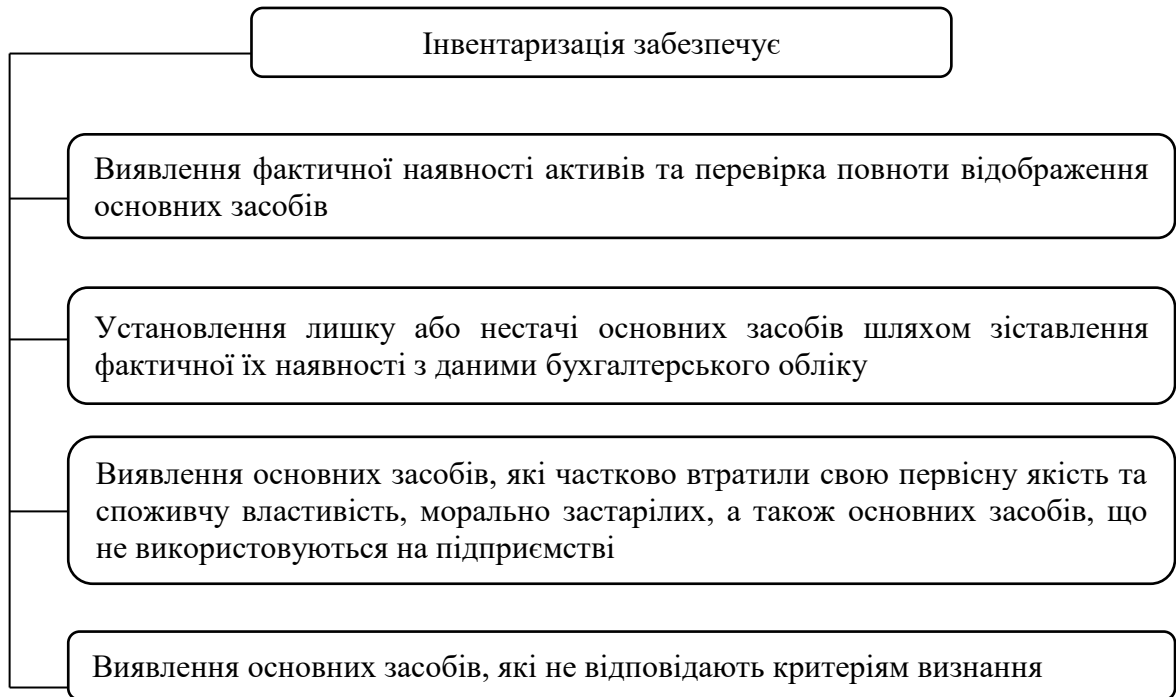 Інвентаризація забезпечує
Виявлення фактичної наявності активів та перевірка повноти відображення
основних засобів
Установлення лишку або нестачі основних засобів шляхом зіставлення
фактичної їх наявності з даними бухгалтерського обліку
Виявлення основних засобів, які частково втратили свою первісну якість та
споживчу властивість, морально застарілих, а також основних засобів, що
не використовуються на підприємстві
Виявлення основних засобів, які не відповідають критеріям визнання